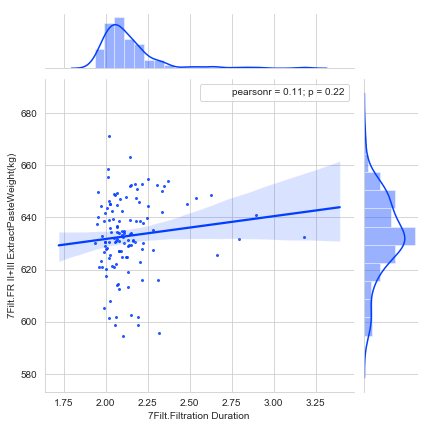 pearsonr = 0.11; p = 0.22
7Filt.FR II+III ExtractPasteWeight(kg)
680
660
640
620
600
580
1.75 2.00 2.25 2.50 2.75 3.00 3.25
7Filt.Filtration Duration